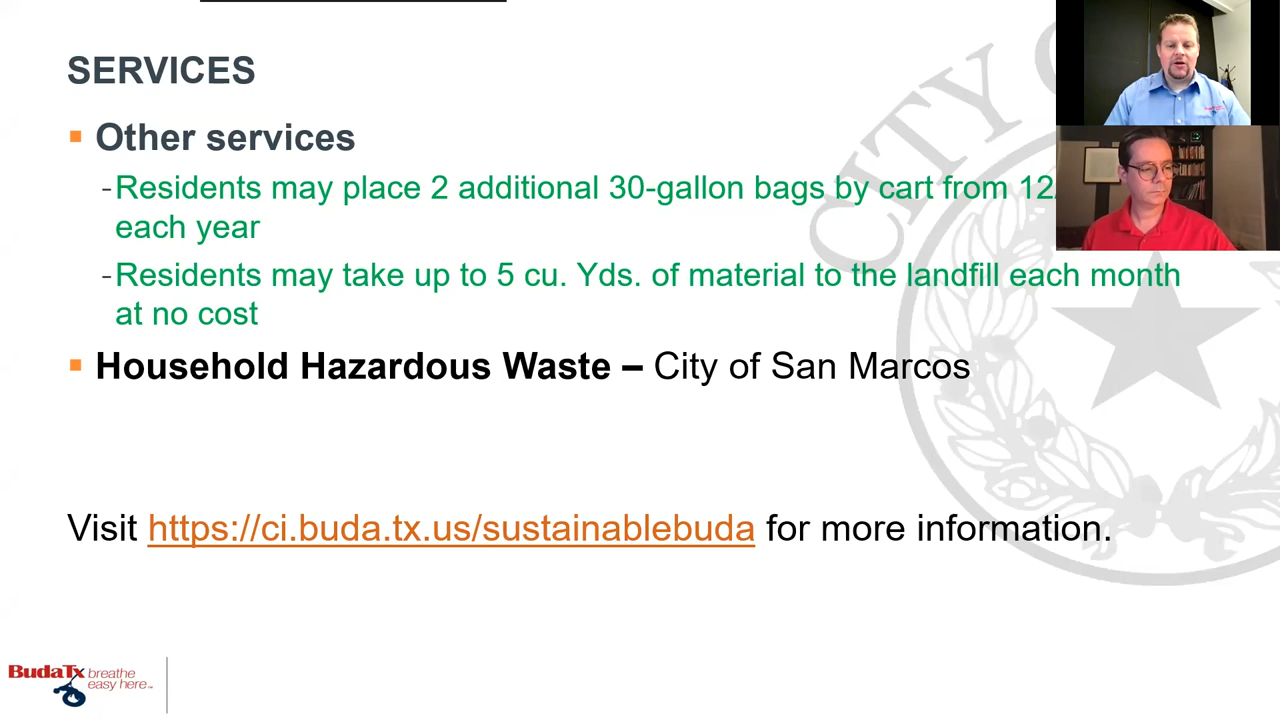 SERVICES
Other services
-Residents may place 2 additional 30-gallon bags by cart from
each year
-Residents may take up to 5 cu. Yds. of material to the landfill each month
at no cost
Household Hazardous Waste – City of San Marcos
Visit https://ci.buda.tx.us/sustainablebuda for more information.
CITY
BudaTx breathe
easy here